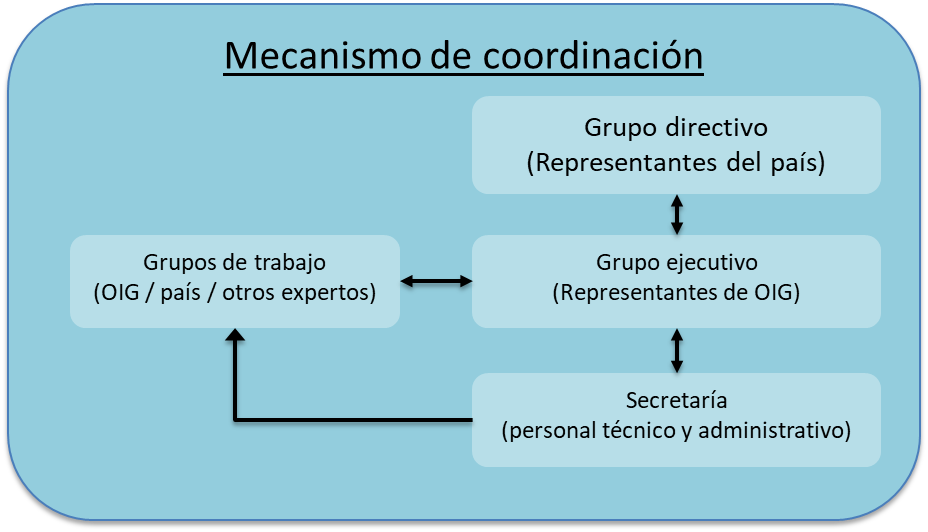 Mecanismo de coordinación
Grupo directivo
(Representantes del país)
Grupos de trabajo
(OIG / país / otros expertos)
Grupo ejecutivo
(Representantes de OIG)
Secretaría
(personal técnico y administrativo)